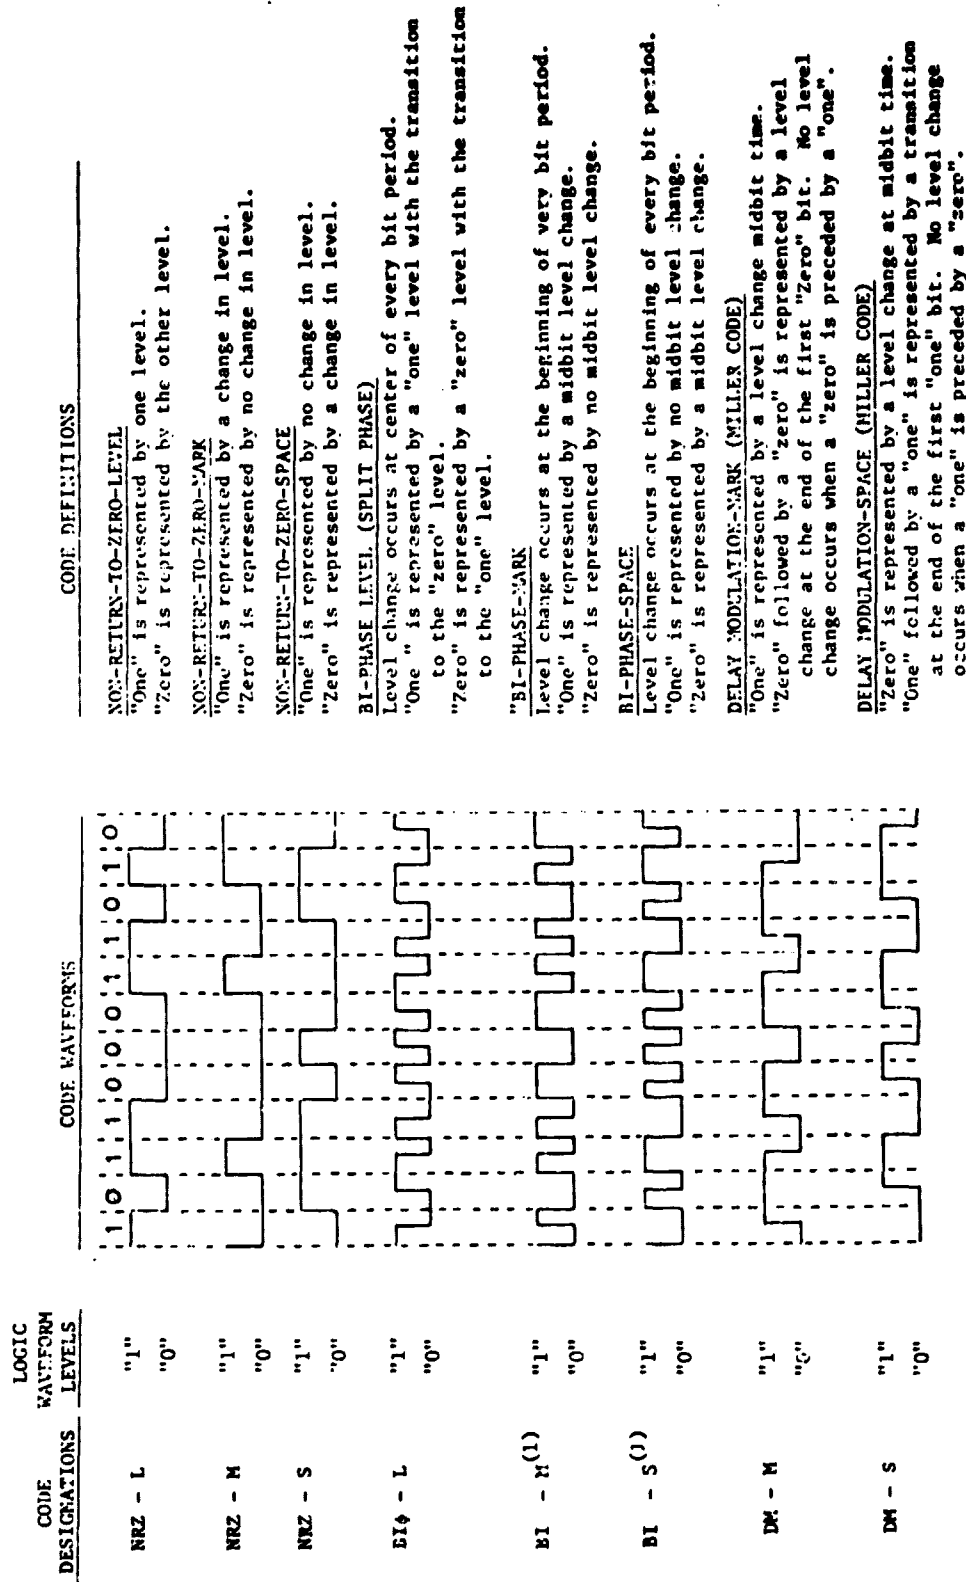 CODE DESIGNATIONS
LOGIC WAVEFORM LEVELS
CODE WAVEFORMS
CODE DEFINITIONS
1 0 1 1 0 0 0 1 1 0 1 0
NRZ - L
"1"
"0"
NRZ - M
"1"
"0"
NRZ - S
"1"
"0"
BIϕ - L
"1"
"0"
BI - M(1)
"1"
"0"
BI - S(1)
"1"
"0"
DM - M
"1"
"0"
DM - S
"1"
"0"
NON-RETURN-TO-ZERO-LEVEL
"One" is represented by one level.
"Zero" is represented by the other level.
NON-RETURN-TO-ZERO-MARK
"One" is represented by a change in level.
"Zero" is represented by no change in level.
NON-RETURN-TO-ZERO-SPACE
"One" is represented by no change in level.
"Zero" is represented by a change in level.
BI-PHASE LEVEL (SPLIT PHASE)
Level change occurs at center of every bit period.
"One " is represented by a "one" level with the transition
to the "zero" level.
"Zero" is represented by a "zero" level with the transition
to the "one" level.
"BI-PHASE-MARK
Level change occurs at the beginning of very bit period.
"One" is represented by a midbit level change.
"Zero" is represented by no midbit level change.
BI-PHASE-SPACE
Level change occurs at the beginning of every bit period.
"One" is represented by no midbit level change.
"Zero" is represented by a midbit level change.
DELAY MODULATION-MARK (MILLER CODE)
"One" is represented by a level change midbit time.
"Zero" followed by a "zero" is represented by a level
change at the end of the first "Zero" bit. No level
change occurs when a "zero" is preceded by a "one".
DELAY MODULATION-SPACE (MILLER CODE)
"Zero" is represented by a level change at midbit time.
"One" followed by a "one" is represented by a transition
at the end of the first "one" bit. No level change
occurs when a "one" is preceded by a "zero".